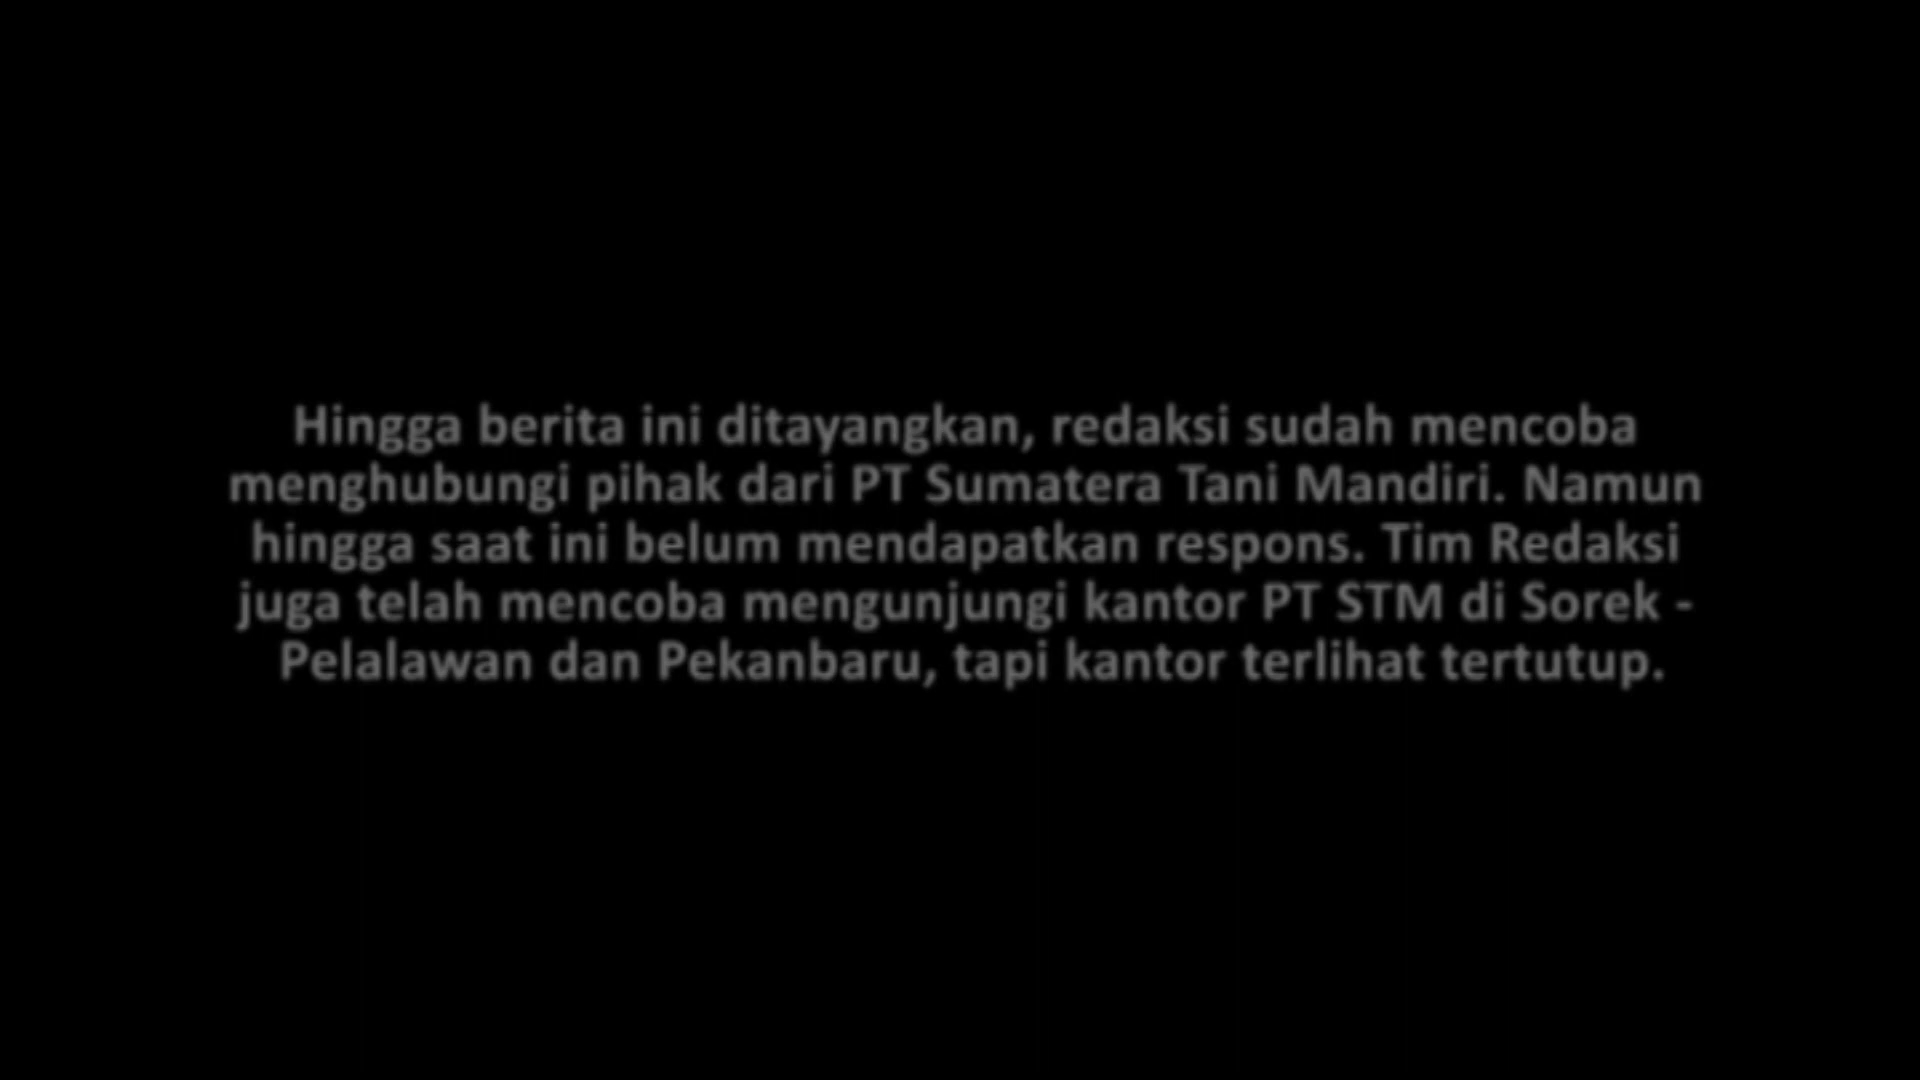 Hingga berita ini ditayangkan, redaksi sudah mencoba
menghubungi pihak dari PT Sumatera Tani Mandiri. Namun
hingga saat ini belum mendapatkan respons. Tim Redaksi
juga telah mencoba mengunjungi kantor PT STM di Sorek -
Pelalawan dan Pekanbaru, tapi kantor terlihat tertutup.